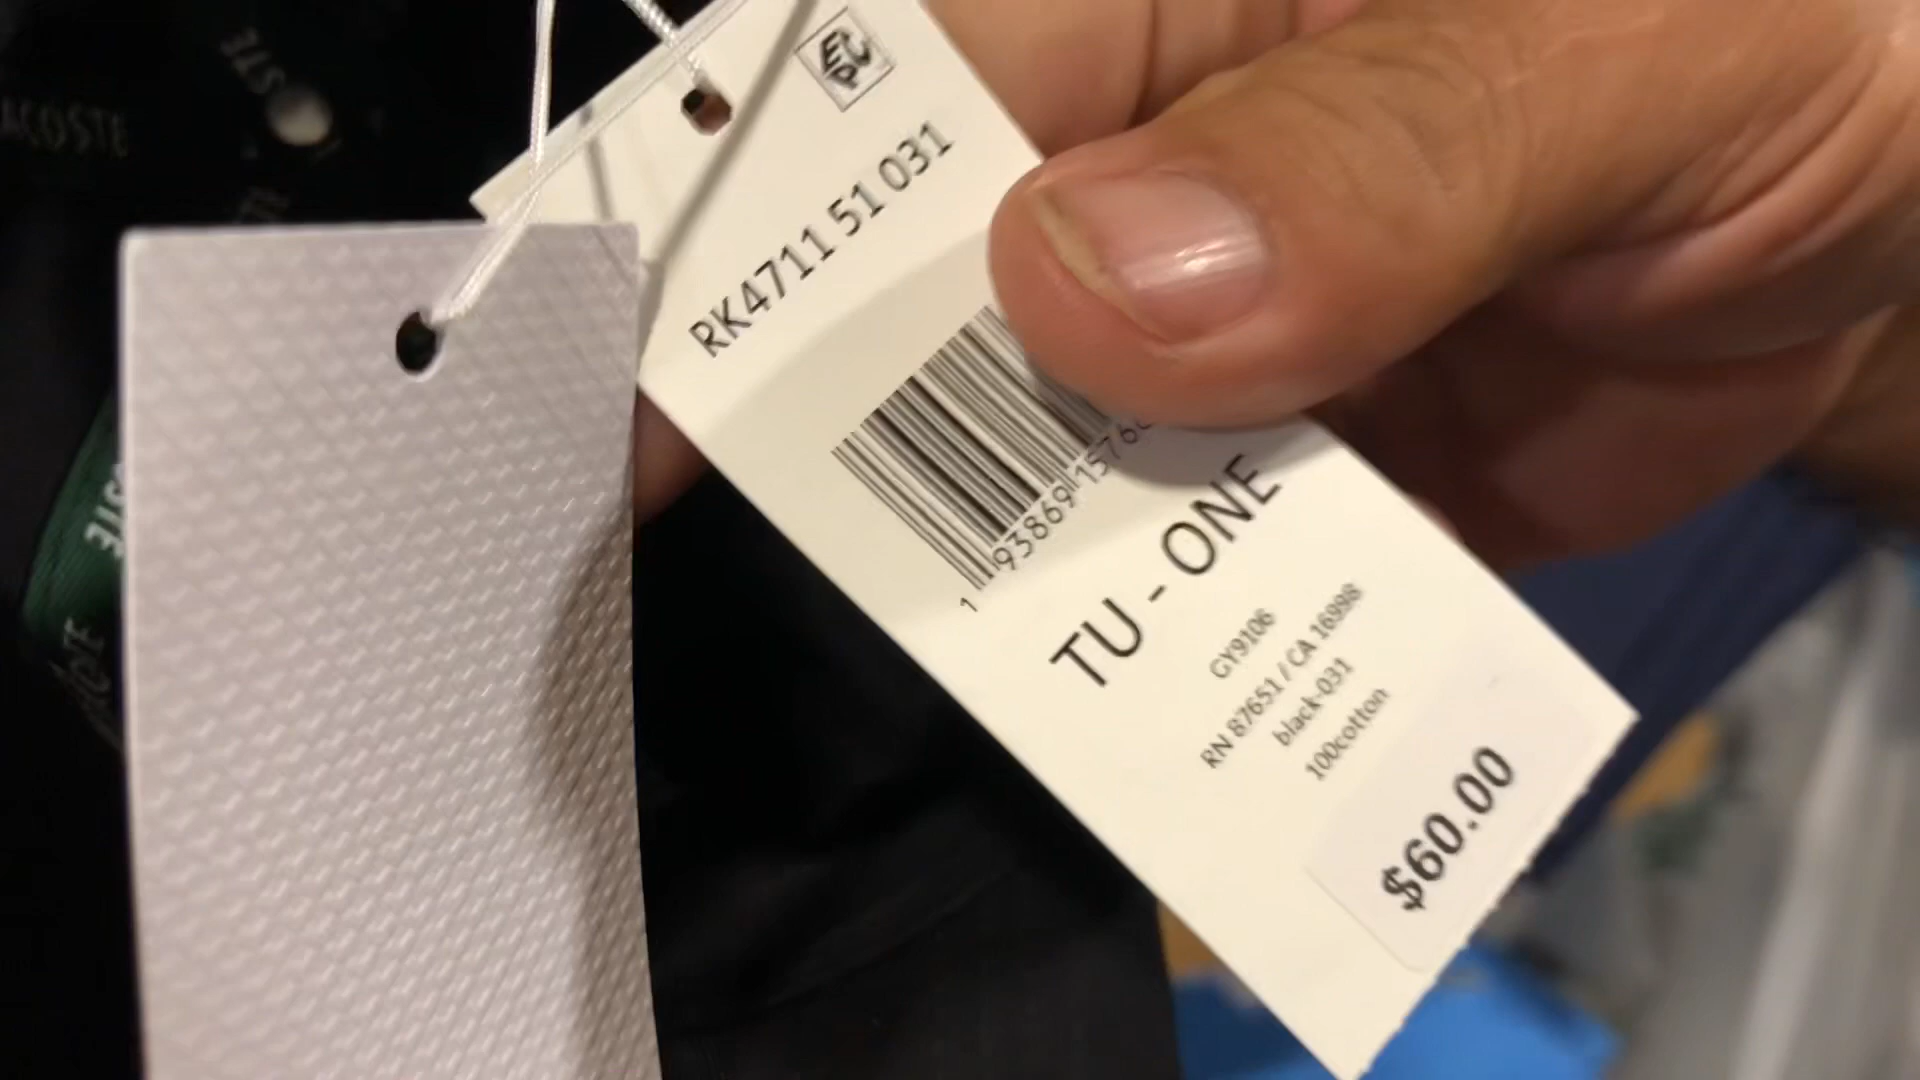 LACOSTE
EPC
RK4711 51 031
1 93869 15760
TU - ONE
GY9106
RN 87651 / CA 16998
black-031
100cotton
$60.00